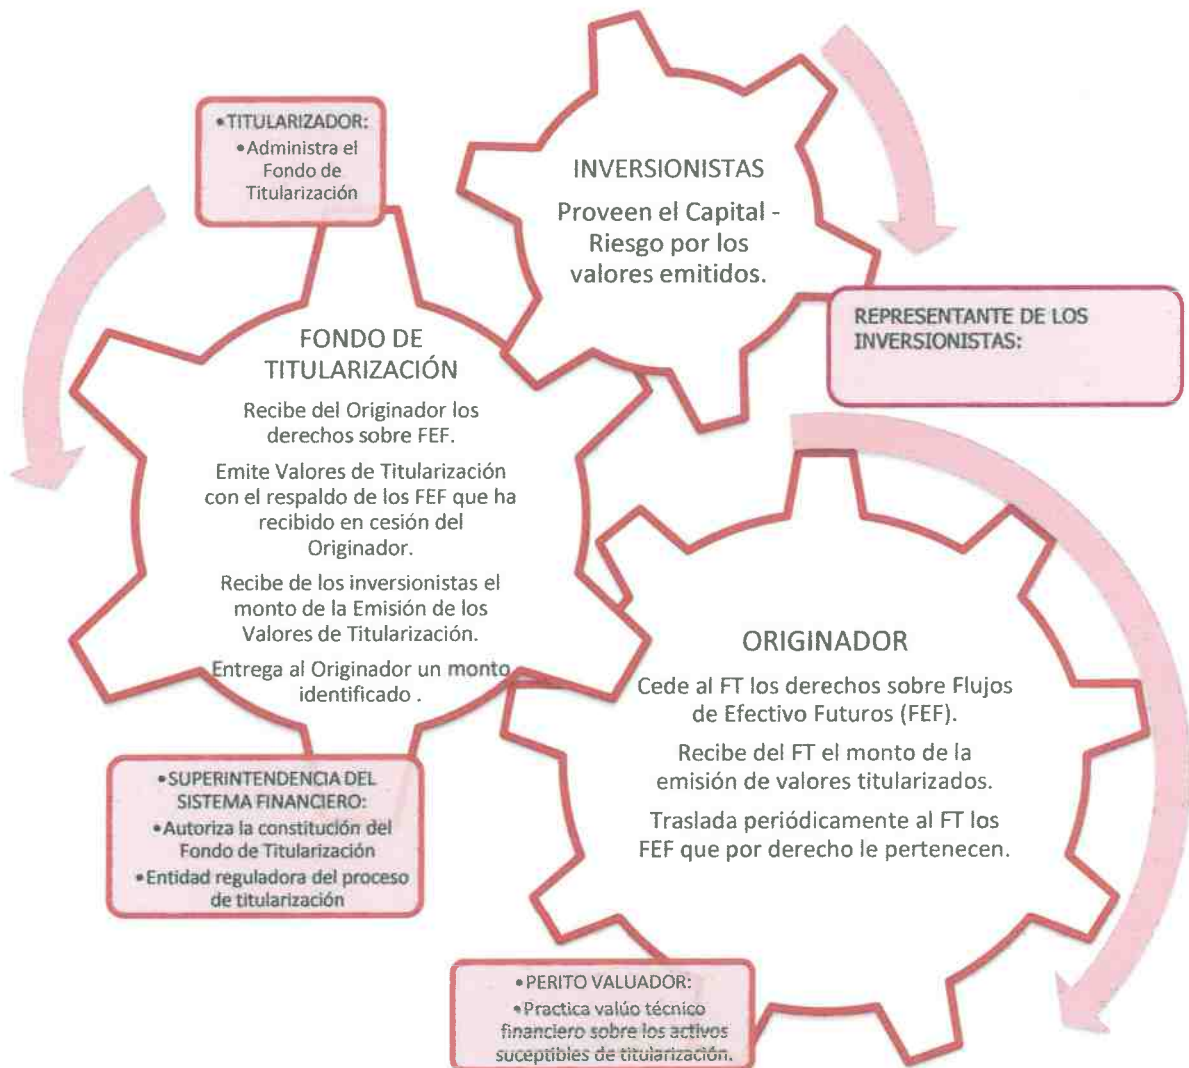 •TITULARIZADOR:
•Administra el
Fondo de
Titularización
INVERSIONISTAS
Proveen el Capital -
Riesgo por los
valores emitidos.
REPRESENTANTE DE LOS
INVERSIONISTAS:
FONDO DE
TITULARIZACIÓN
Recibe del Originador los
derechos sobre FEF.
Emite Valores de Titularización
con el respaldo de los FEF que ha
recibido en cesión del
Originador.
Recibe de los inversionistas el
monto de la Emisión de los
Valores de Titularización.
Entrega al Originador un monto
identificado .
ORIGINADOR
Cede al FT los derechos sobre Flujos
de Efectivo Futuros (FEF).
Recibe del FT el monto de la
emisión de valores titularizados.
Traslada periódicamente al FT los
FEF que por derecho le pertenecen.
•SUPERINTENDENCIA DEL
SISTEMA FINANCIERO:
•Autoriza la constitución del
Fondo de Titularización
•Entidad reguladora del proceso
de titularización
•PERITO VALUADOR:
•Practica valúo técnico
financiero sobre los activos
suceptibles de titularización.